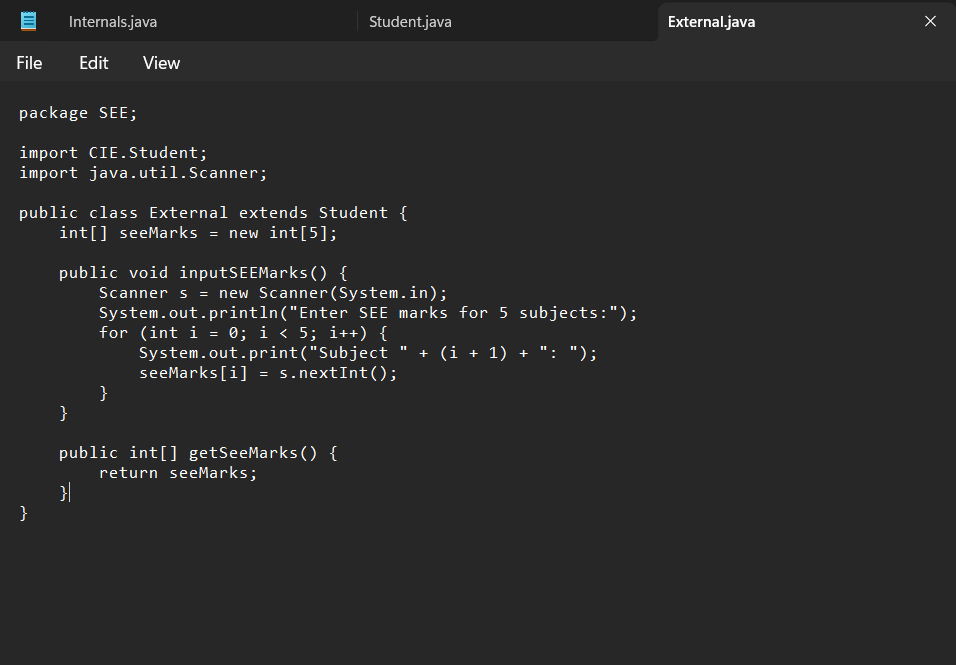 Internals.java
Student.java
External.java
File
Edit
View
package SEE;
import CIE.Student;
import java.util.Scanner;
public class External extends Student {
    int[] seeMarks = new int[5];
    public void inputSEEMarks() {
        Scanner s = new Scanner(System.in);
        System.out.println("Enter SEE marks for 5 subjects:");
        for (int i = 0; i < 5; i++) {
            System.out.print("Subject " + (i + 1) + ": ");
            seeMarks[i] = s.nextInt();
        }
    }
    public int[] getSeeMarks() {
        return seeMarks;
    }
}